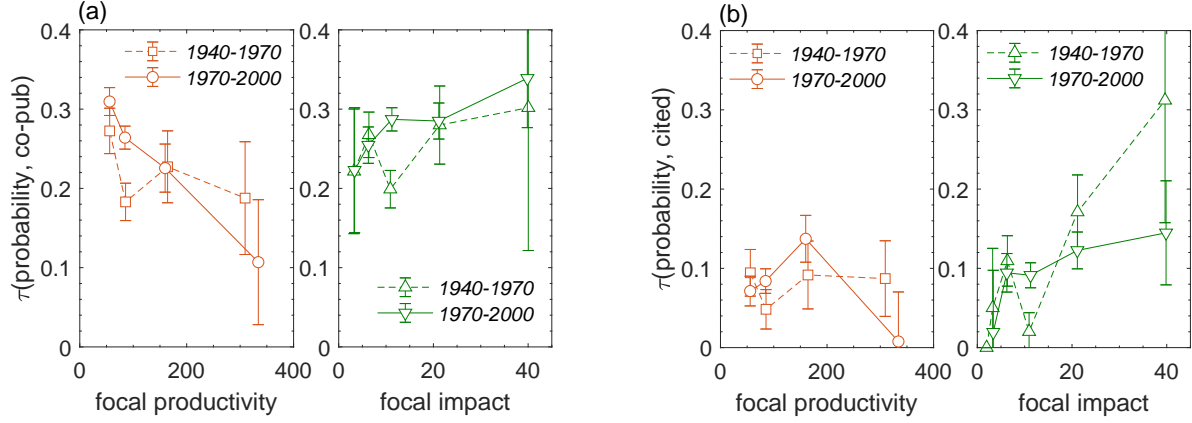 (a)
τ(probability, co-pub)
0.4
0.3
0.2
0.1
0
1940-1970
1970-2000
0 200 400
focal productivity
0.4
0.3
0.2
0.1
0
1940-1970
1970-2000
0 20 40
focal impact
(b)
τ(probability, cited)
0.4
0.3
0.2
0.1
0
1940-1970
1970-2000
0 200 400
focal productivity
0.4
0.3
0.2
0.1
0
1940-1970
1970-2000
0 20 40
focal impact